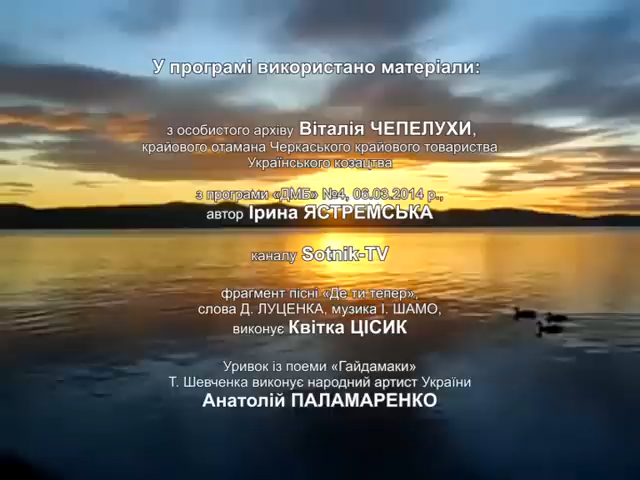 У програмі використано матеріали:
з особистого архіву Віталія ЧЕПЕЛУХИ,
крайового отамана Черкаського крайового товариства
Українського козацтва
з програми «ДМБ» №4, 06.03.2014 р.,
автор Ірина ЯСТРЕМСЬКА
каналу Sotnik-TV
фрагмент пісні «Де ти тепер»,
слова Д. ЛУЦЕНКА, музика І. ШАМО,
виконує Квітка ЦІСИК
Уривок із поеми «Гайдамаки»
Т. Шевченка виконує народний артист України
Анатолій ПАЛАМАРЕНКО